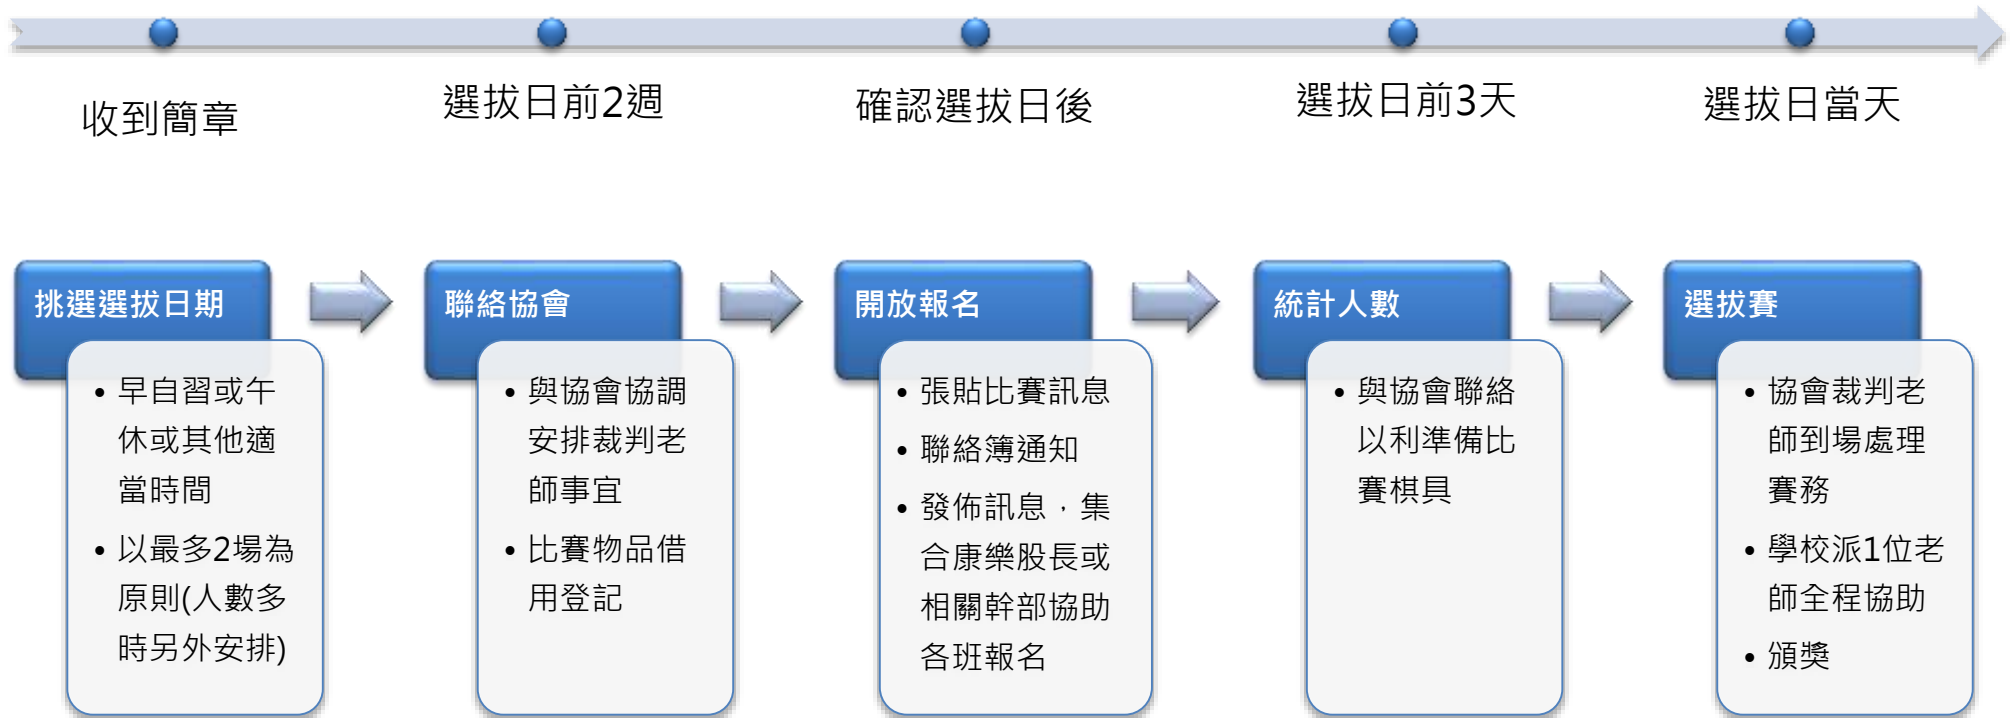 收到簡章
選拔日前2週
確認選拔日後
選拔日前3天
選拔日當天
挑選選拔日期
• 早自習或午
休或其他適
當時間
• 以最多2場為
原則(人數多
時另外安排)
聯絡協會
• 與協會協調
安排裁判老
師事宜
• 比賽物品借
用登記
開放報名
• 張貼比賽訊息
• 聯絡簿通知
• 發佈訊息，集
合康樂股長或
相關幹部協助
各班報名
統計人數
• 與協會聯絡
以利準備比
賽棋具
選拔賽
• 協會裁判老
師到場處理
賽務
• 學校派1位老
師全程協助
• 頒獎